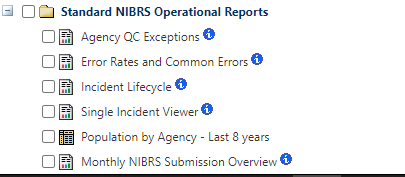 Standard NIBRS Operational Reports
Agency QC Exceptions
Error Rates and Common Errors
Incident Lifecycle
Single Incident Viewer
Population by Agency - Last 8 years
Monthly NIBRS Submission Overview